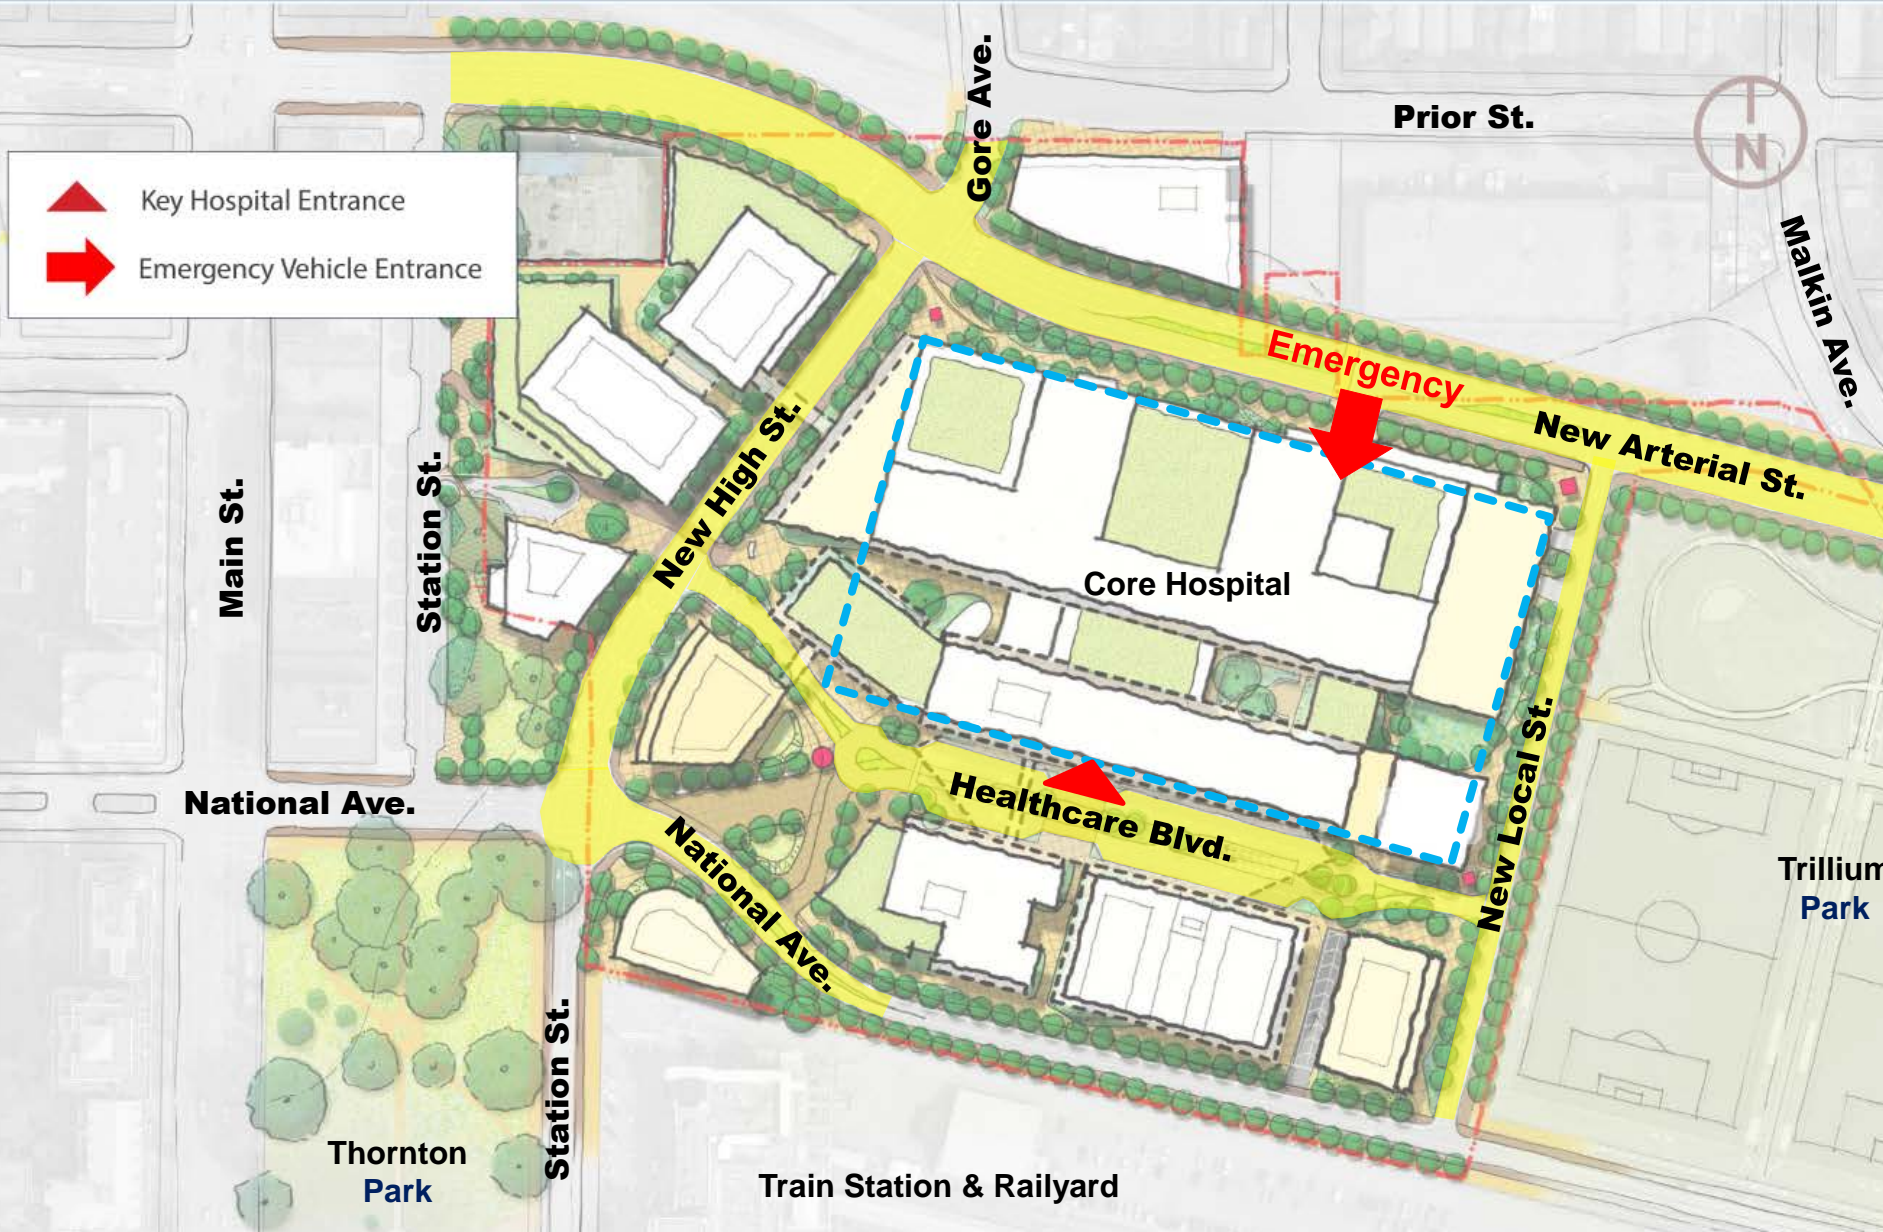 Gore Ave.
Prior St.
N
Key Hospital Entrance
Emergency Vehicle Entrance
Malkin Ave.
Emergency
New Arterial St.
New High St.
Main St.
Station St.
Core Hospital
New Local St.
National Ave.
Healthcare Blvd.
National Ave.
Trillium
Park
Station St.
Thornton
Park
Train Station & Railyard